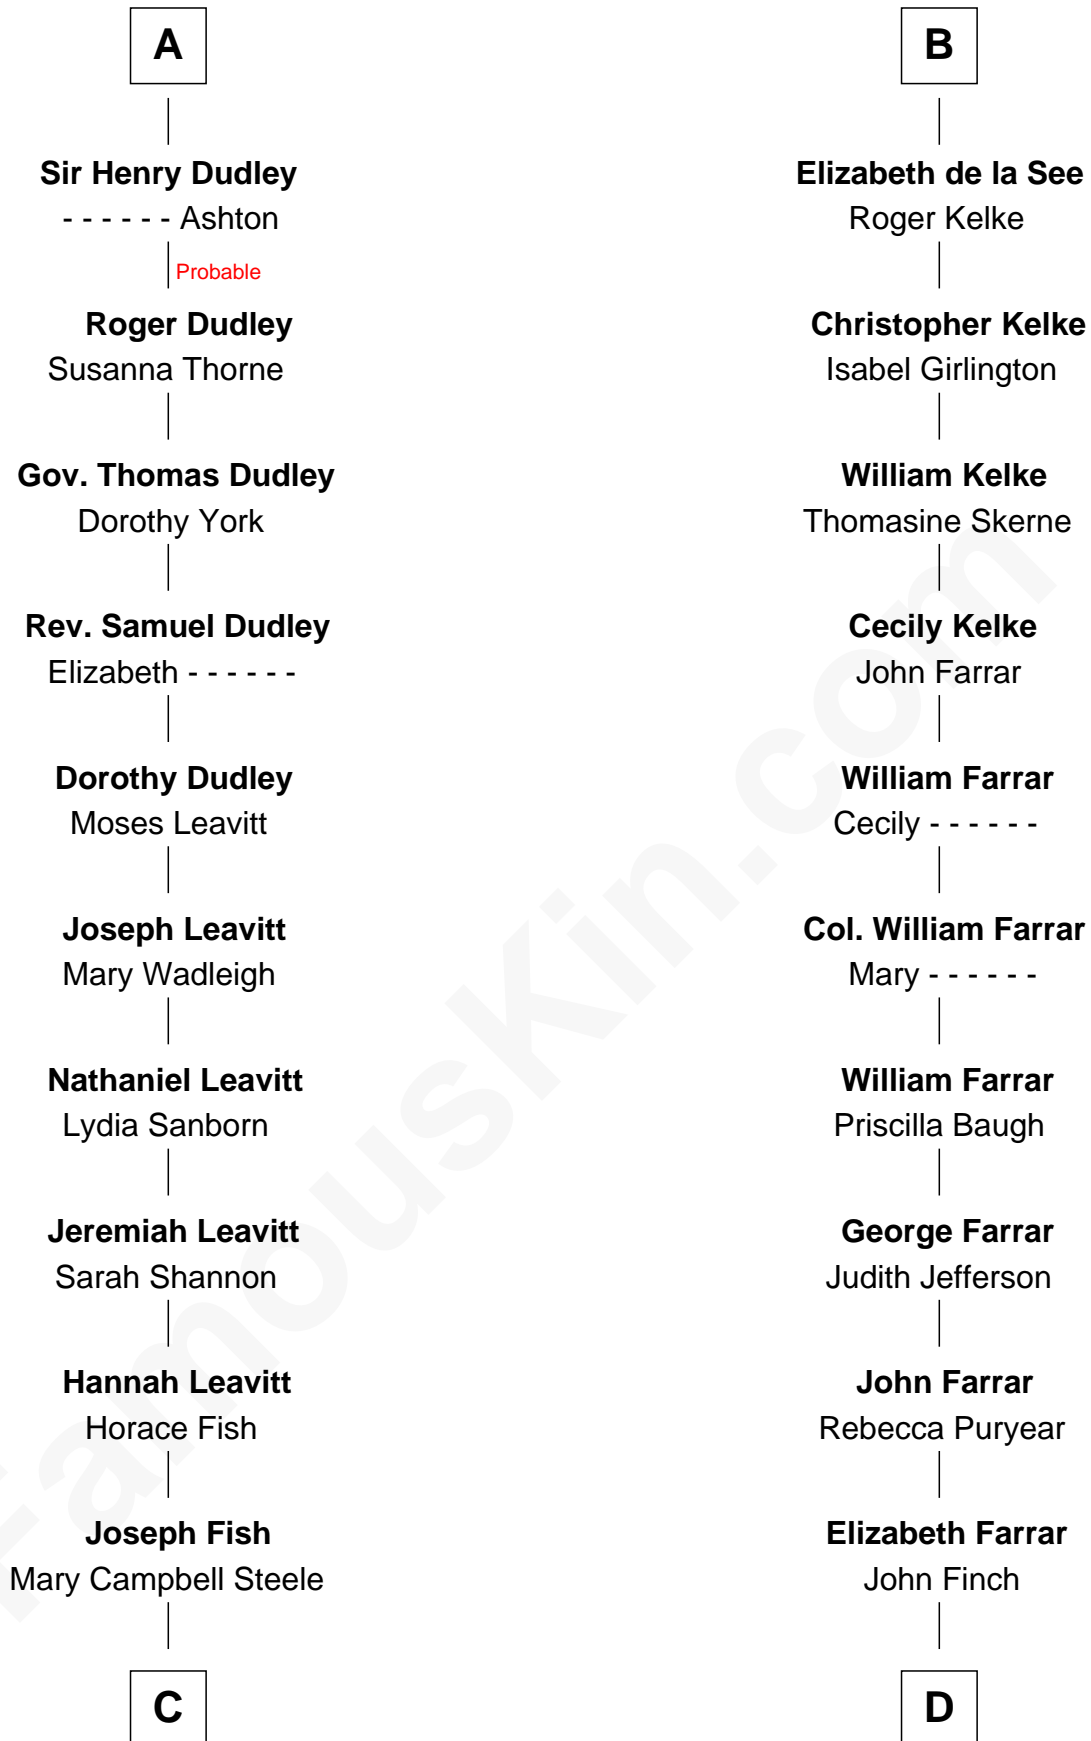 A
Sir Henry Dudley
- - - - - - Ashton
Probable
Roger Dudley
Susanna Thorne
Gov. Thomas Dudley
Dorothy York
Rev. Samuel Dudley
Elizabeth - - - - - -
Dorothy Dudley
Moses Leavitt
Joseph Leavitt
Mary Wadleigh
Nathaniel Leavitt
Lydia Sanborn
Jeremiah Leavitt
Sarah Shannon
Hannah Leavitt
Horace Fish
Joseph Fish
Mary Campbell Steele
C
B
Elizabeth de la See
Roger Kelke
Christopher Kelke
Isabel Girlington
William Kelke
Thomasine Skerne
Cecily Kelke
John Farrar
William Farrar
Cecily - - - - - -
Col. William Farrar
Mary - - - - - -
William Farrar
Priscilla Baugh
George Farrar
Judith Jefferson
John Farrar
Rebecca Puryear
Elizabeth Farrar
John Finch
D
FamousKin.com